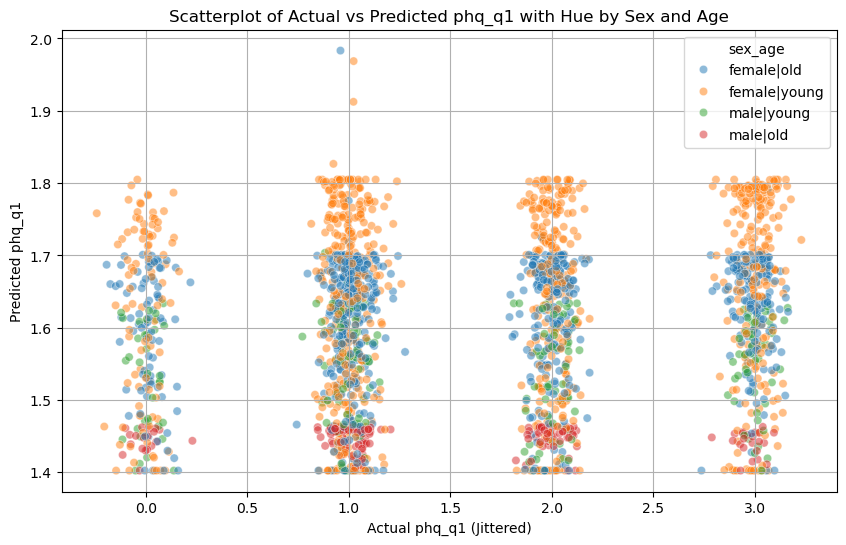 Scatterplot of Actual vs Predicted phq_q1 with Hue by Sex and Age
sex_age
female|old
female|young
male|young
male|old
2.0
1.9
1.8
1.7
1.6
1.5
1.4
Predicted phq_q1
0.0 0.5 1.0 1.5 2.0 2.5 3.0
Actual phq_q1 (Jittered)